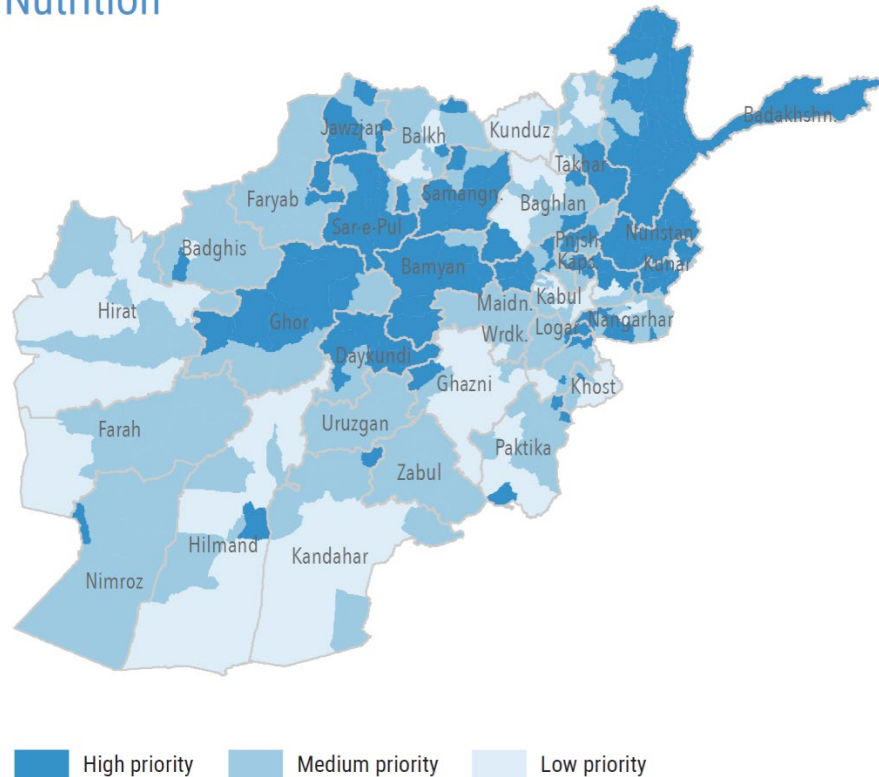 Nutrition
Badakhshn.
Jawzjan
Balkh
Kunduz
Takhar
Faryab
Samangn.
Baghlan
Sar-e-Pul
Pnjsh.
Nuristan
Badghis
Bamyan
Kaps.
Kunar
Hirat
Ghor
Maidn.
Kabul
Wrdk.
Logar
Nangarhar
Daykundi
Ghazni
Khost
Farah
Uruzgan
Paktika
Zabul
Hilmand
Kandahar
Nimroz
High priority Medium priority Low priority